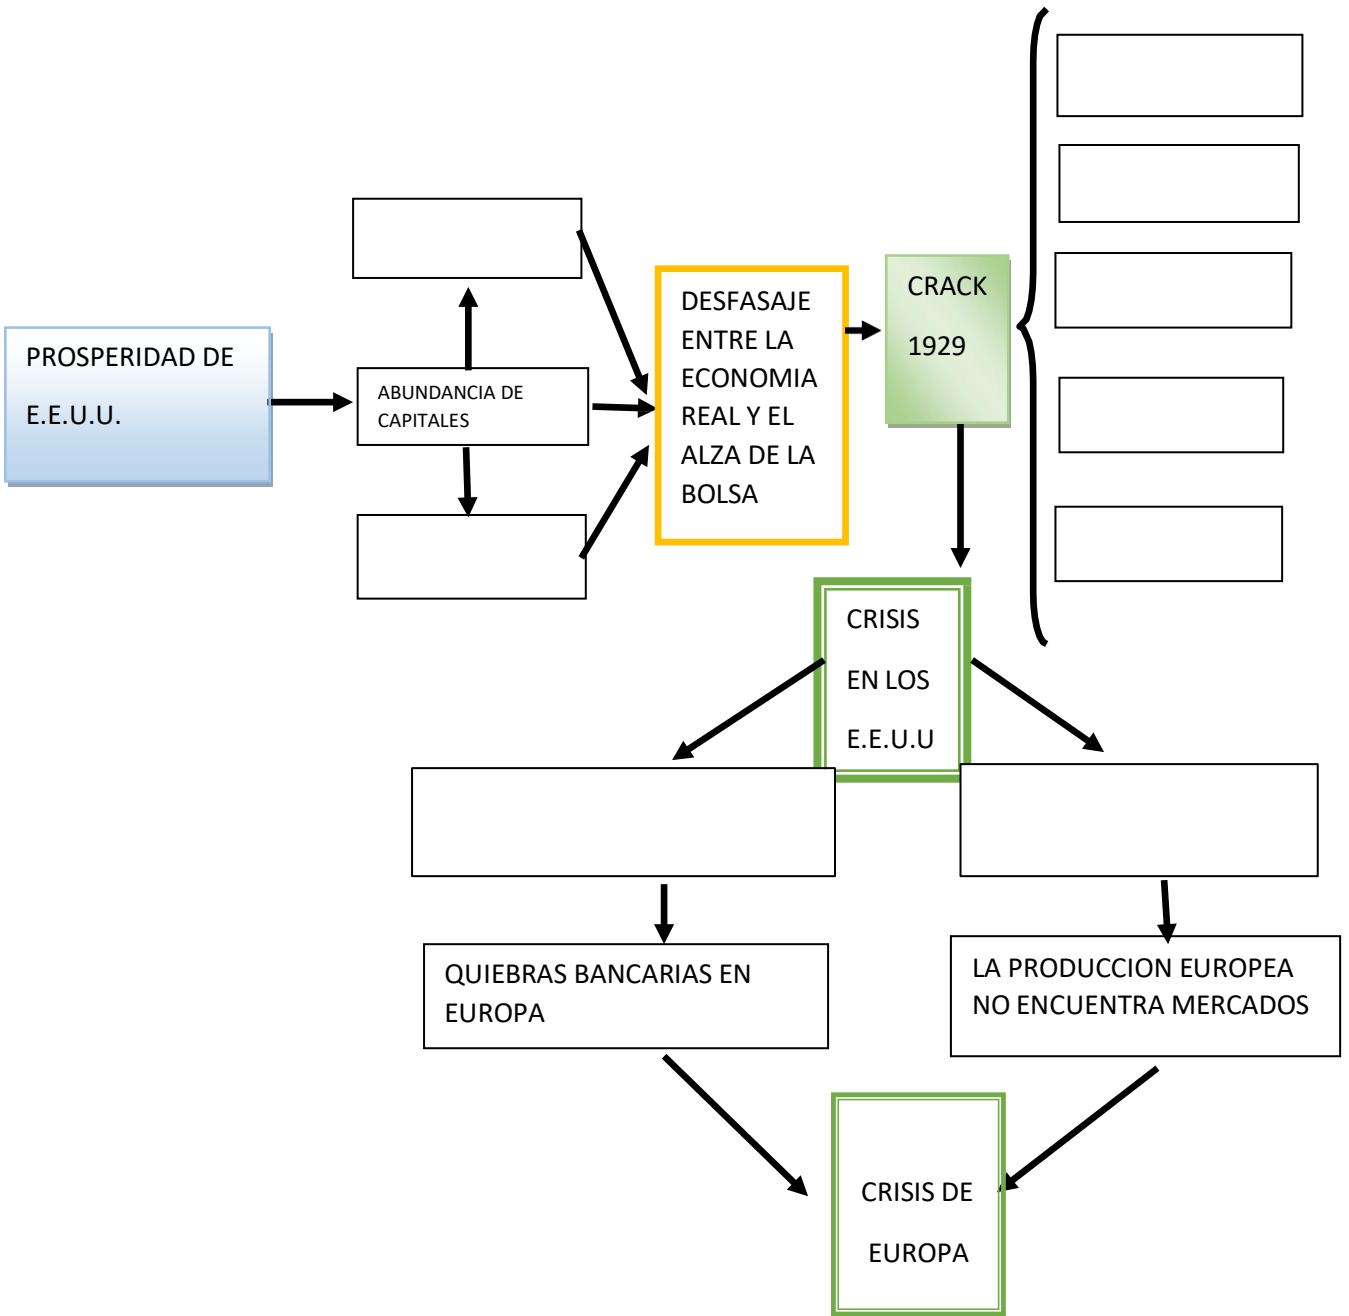 PROSPERIDAD DE
E.E.U.U.
ABUNDANCIA DE
CAPITALES
DESFASAJE
ENTRE LA
ECONOMIA
REAL Y EL
ALZA DE LA
BOLSA
CRACK
1929
CRISIS
EN LOS
E.E.U.U
QUIEBRAS BANCARIAS EN
EUROPA
LA PRODUCCION EUROPEA
NO ENCUENTRA MERCADOS
CRISIS DE
EUROPA